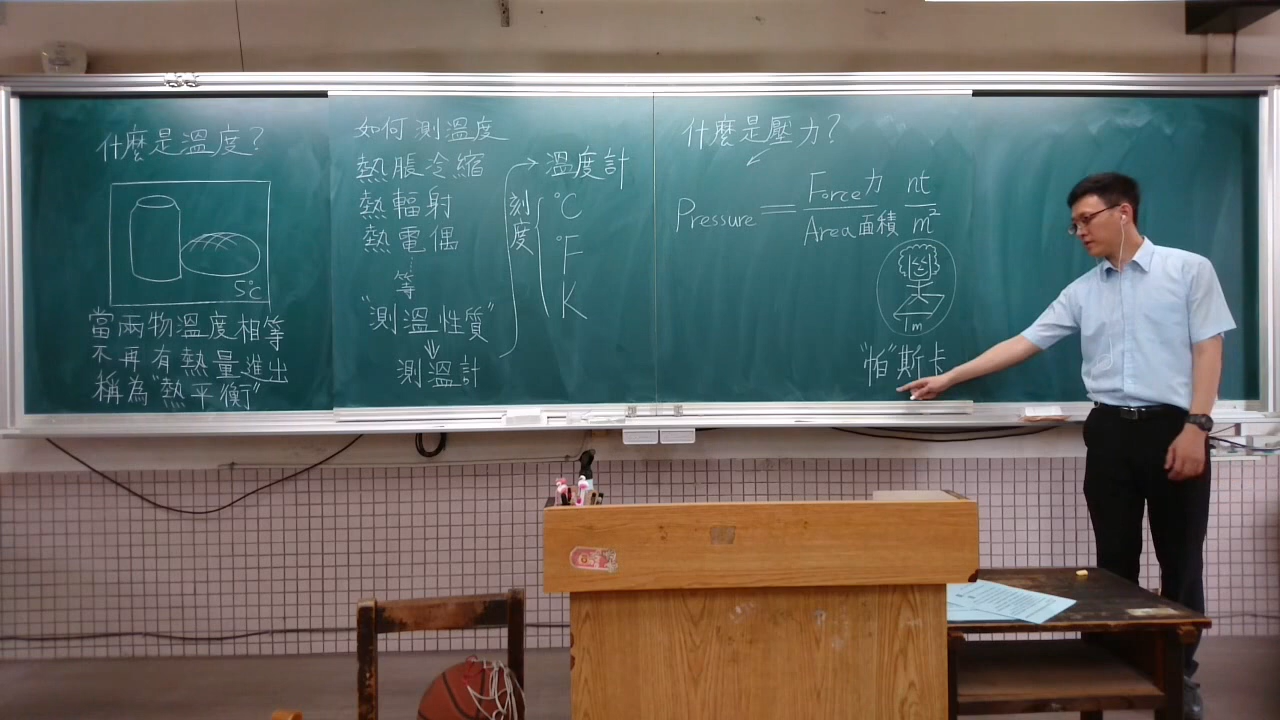 什麼是溫度?
5℃
當兩物溫度相等
不再有熱量進出
稱為"熱平衡"
如何測溫度
熱脹冷縮
熱輻射
熱電偶
⋮
等
"測溫性質"
⇓
測溫計
→溫度計
刻度
℃
℉
K
什麼是壓力?
Pressure = Force力 / Area面積 nt / m²
1m
"怕"斯卡